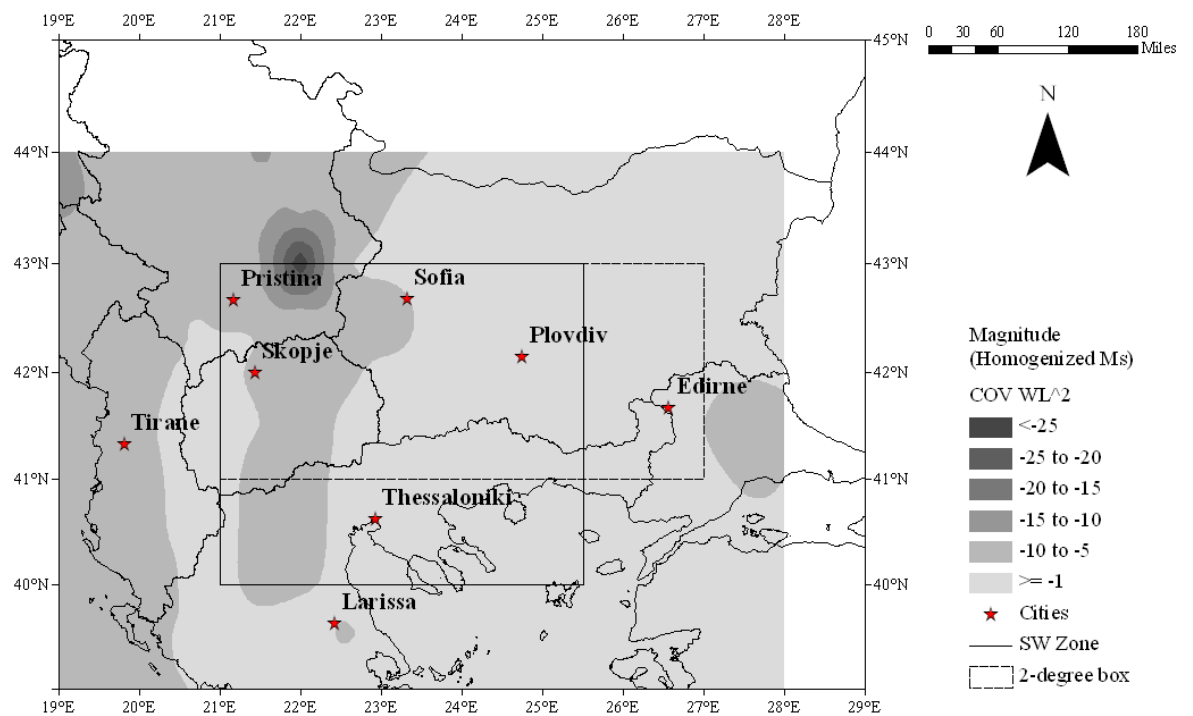 19°E 20°E 21°E 22°E 23°E 24°E 25°E 26°E 27°E 28°E 29°E
45°N
44°N 44°N
43°N 43°N
42°N 42°N
41°N 41°N
40°N 40°N
19°E 20°E 21°E 22°E 23°E 24°E 25°E 26°E 27°E 28°E 29°E
Pristina
Sofia
Plovdiv
Skopje
Edirne
Tirane
Thessaloniki
Larissa
0 30 60 120 180
Miles
N
Magnitude
(Homogenized Ms)
COV WL^2
<-25
-25 to -20
-20 to -15
-15 to -10
-10 to -5
>= -1
Cities
SW Zone
2-degree box